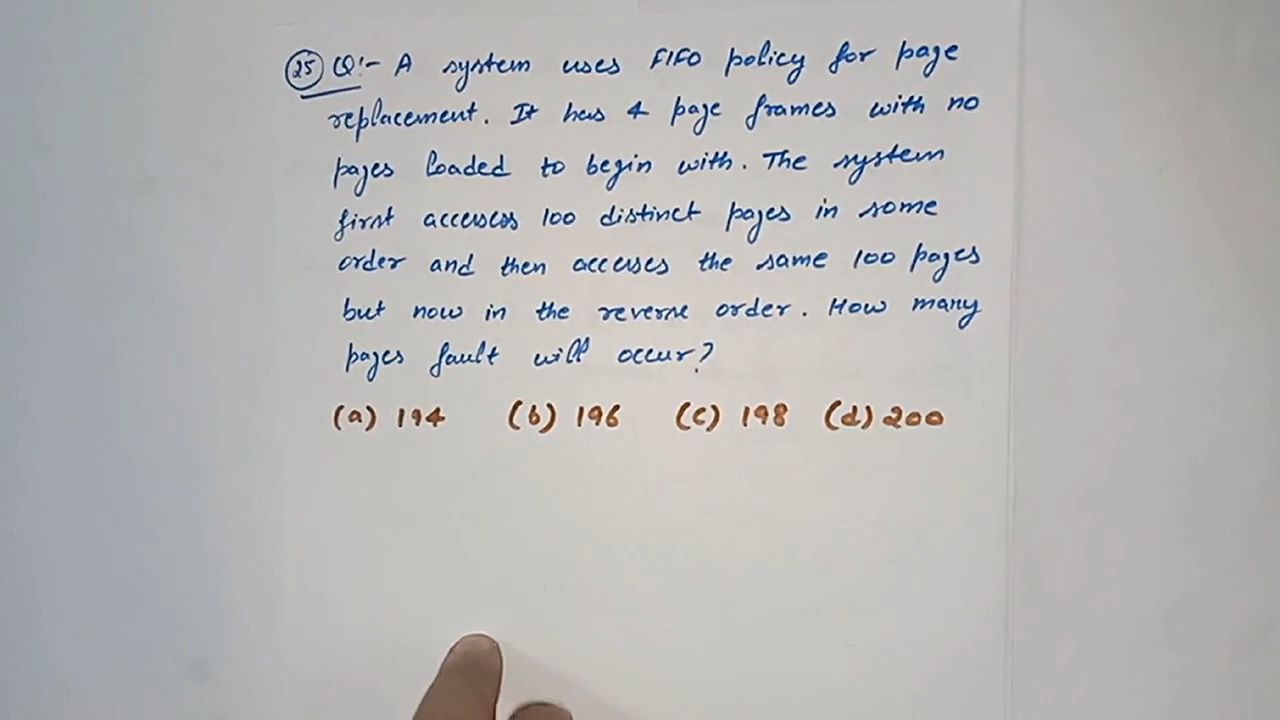 25 Q:- A system uses FIFO policy for page
replacement. It has 4 page frames with no
pages loaded to begin with. The system
first accesses 100 distinct pages in some
order and then accesses the same 100 pages
but now in the reverse order. How many
pages fault will occur?
(a) 194 (b) 196 (c) 198 (d) 200